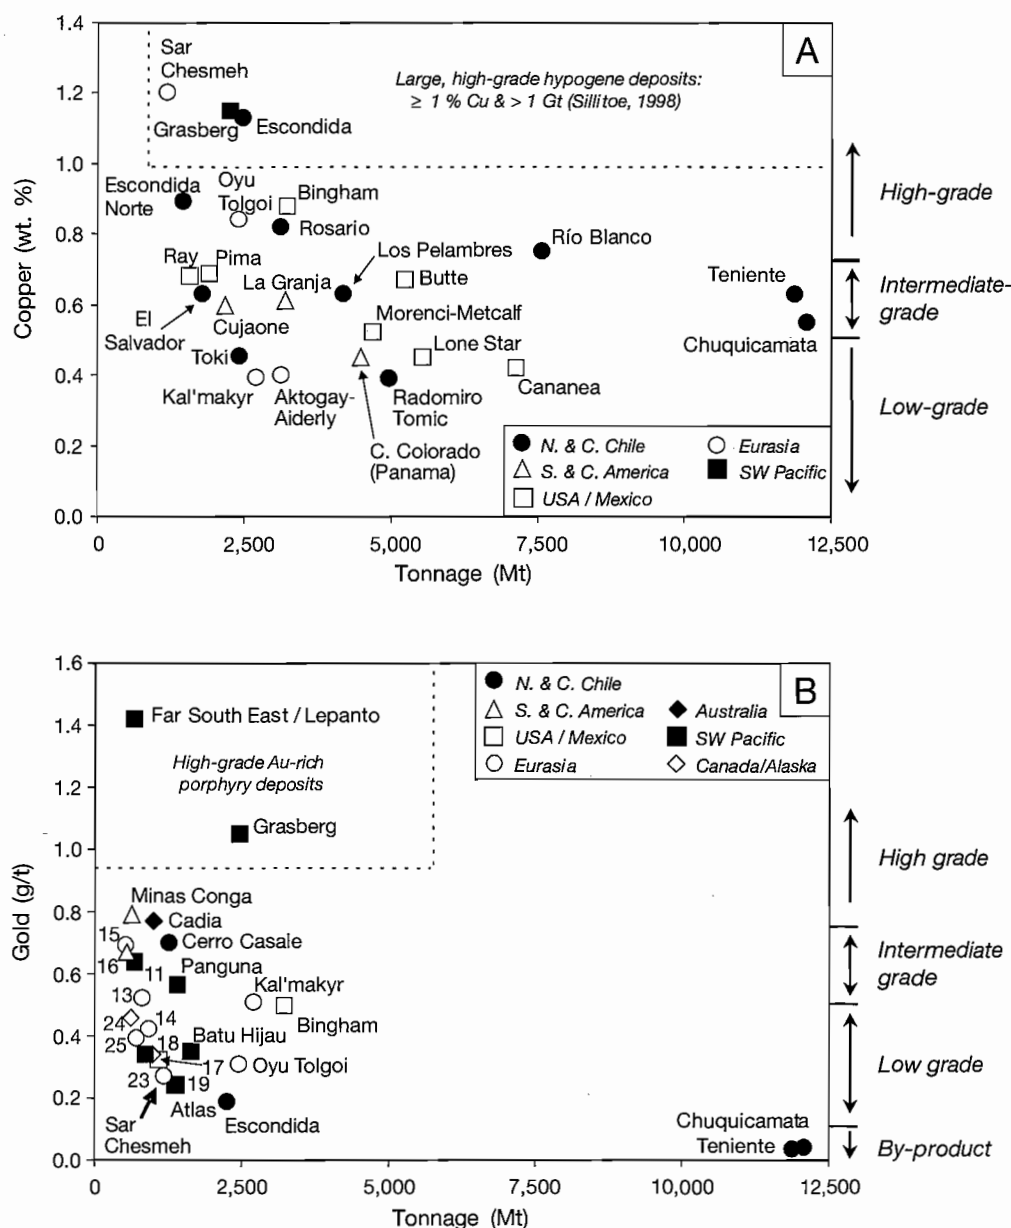 A
Copper (wt. %)
1.4
1.2
1.0
0.8
0.6
0.4
0.2
0.0
Sar
Chesmeh
Large, high-grade hypogene deposits:
≥ 1 % Cu & > 1 Gt (Sillitoe, 1998)
Grasberg
Escondida
Escondida
Norte
Oyu
Tolgoi
Bingham
Rosario
Ray
Pima
La Granja
Los Pelambres
Butte
Río Blanco
Teniente
Chuquicamata
El
Salvador
Cujaone
Morenci-Metcalf
Lone Star
Toki
Kal'makyr
Aktogay-
Aiderly
Radomiro
Tomic
Cananea
C. Colorado
(Panama)
N. & C. Chile
S. & C. America
USA / Mexico
Eurasia
SW Pacific
High-grade
Intermediate-
grade
Low-grade
0
2,500
5,000
7,500
10,000
12,500
Tonnage (Mt)
B
Gold (g/t)
1.6
1.4
1.2
1.0
0.8
0.6
0.4
0.2
0.0
Far South East / Lepanto
High-grade Au-rich
porphyry deposits
Grasberg
N. & C. Chile
S. & C. America
USA / Mexico
Eurasia
Australia
SW Pacific
Canada/Alaska
Minas Conga
Cadia
15
Cerro Casale
16
11
Panguna
13
Kal'makyr
Bingham
24
14
25
18
Batu Hijau
17
Oyu Tolgoi
23
19
Sar
Chesmeh
Atlas
Escondida
Chuquicamata
Teniente
High grade
Intermediate
grade
Low grade
By-product
0
2,500
5,000
7,500
10,000
12,500
Tonnage (Mt)